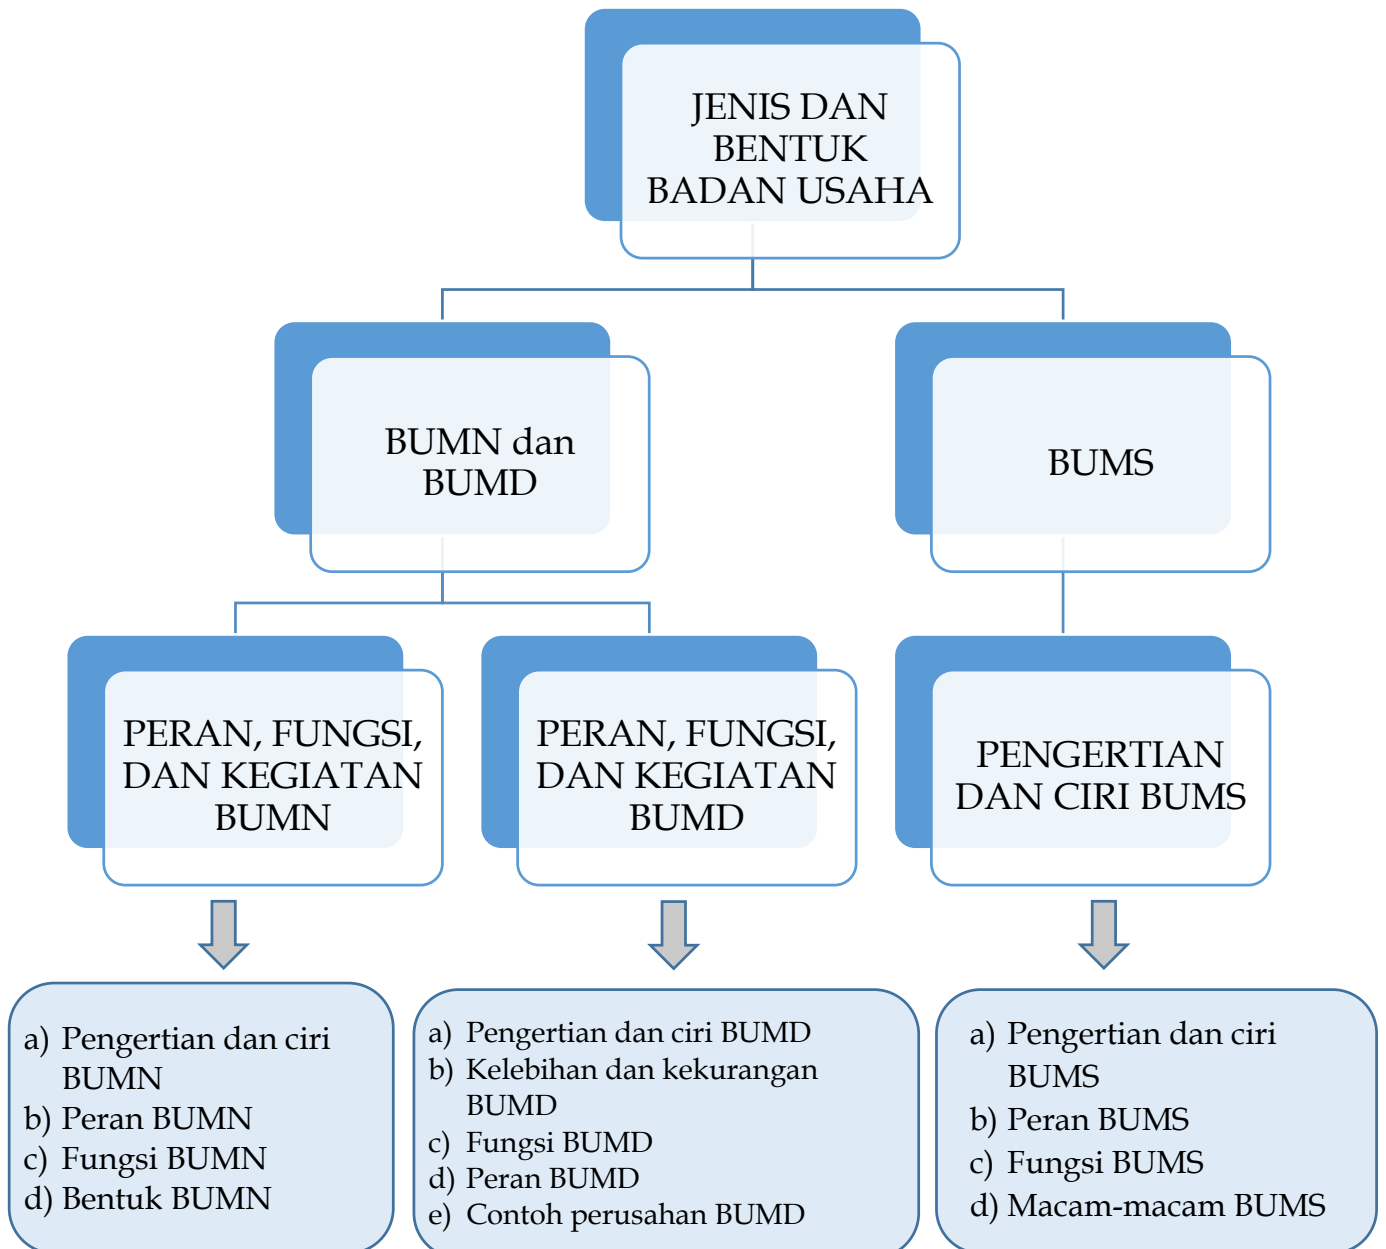 JENIS DAN
BENTUK
BADAN USAHA
BUMN dan
BUMD
BUMS
PERAN, FUNGSI,
DAN KEGIATAN
BUMN
PERAN, FUNGSI,
DAN KEGIATAN
BUMD
PENGERTIAN
DAN CIRI BUMS
a) Pengertian dan ciri
BUMN
b) Peran BUMN
c) Fungsi BUMN
d) Bentuk BUMN
a) Pengertian dan ciri BUMD
b) Kelebihan dan kekurangan
BUMD
c) Fungsi BUMD
d) Peran BUMD
e) Contoh perusahan BUMD
a) Pengertian dan ciri
BUMS
b) Peran BUMS
c) Fungsi BUMS
d) Macam-macam BUMS